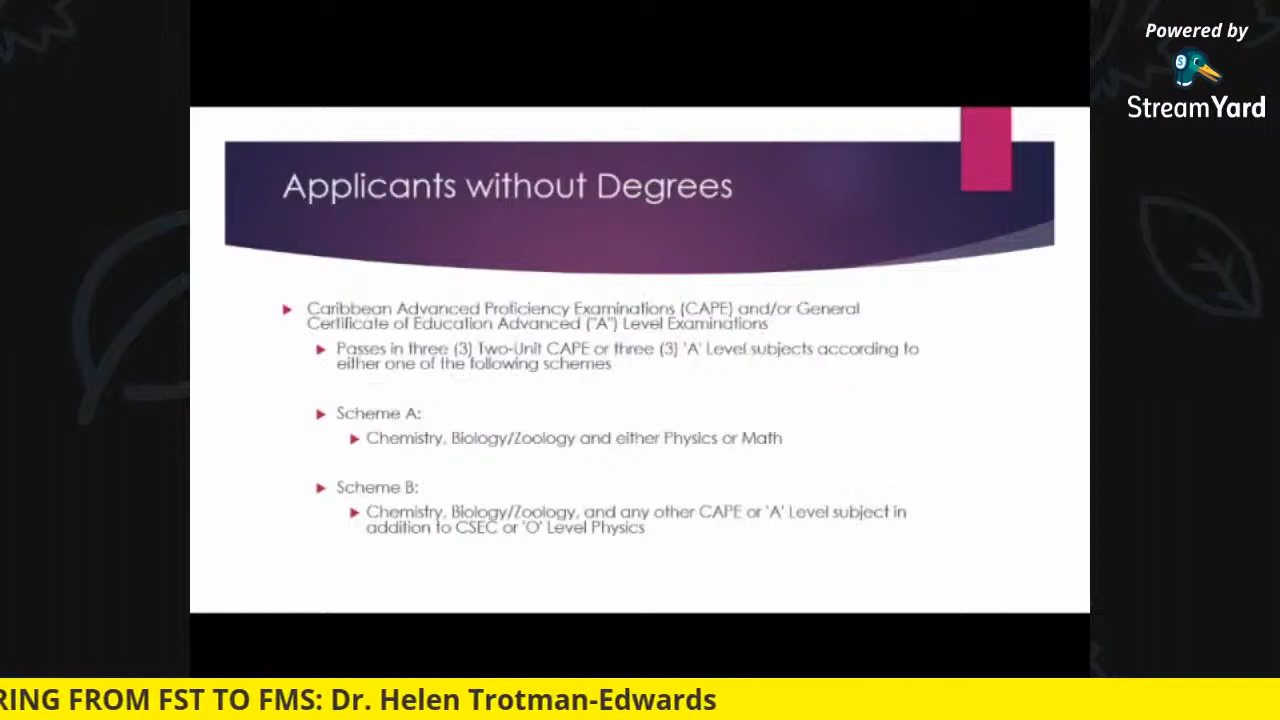 Powered by
StreamYard
Applicants without Degrees
Caribbean Advanced Proficiency Examinations (CAPE) and/or General
Certificate of Education Advanced ("A") Level Examinations
Passes in three (3) Two-Unit CAPE or three (3) 'A' Level subjects according to
either one of the following schemes
Scheme A:
Chemistry, Biology/Zoology and either Physics or Math
Scheme B:
Chemistry, Biology/Zoology, and any other CAPE or 'A' Level subject in
addition to CSEC or 'O' Level Physics
RING FROM FST TO FMS: Dr. Helen Trotman-Edwards